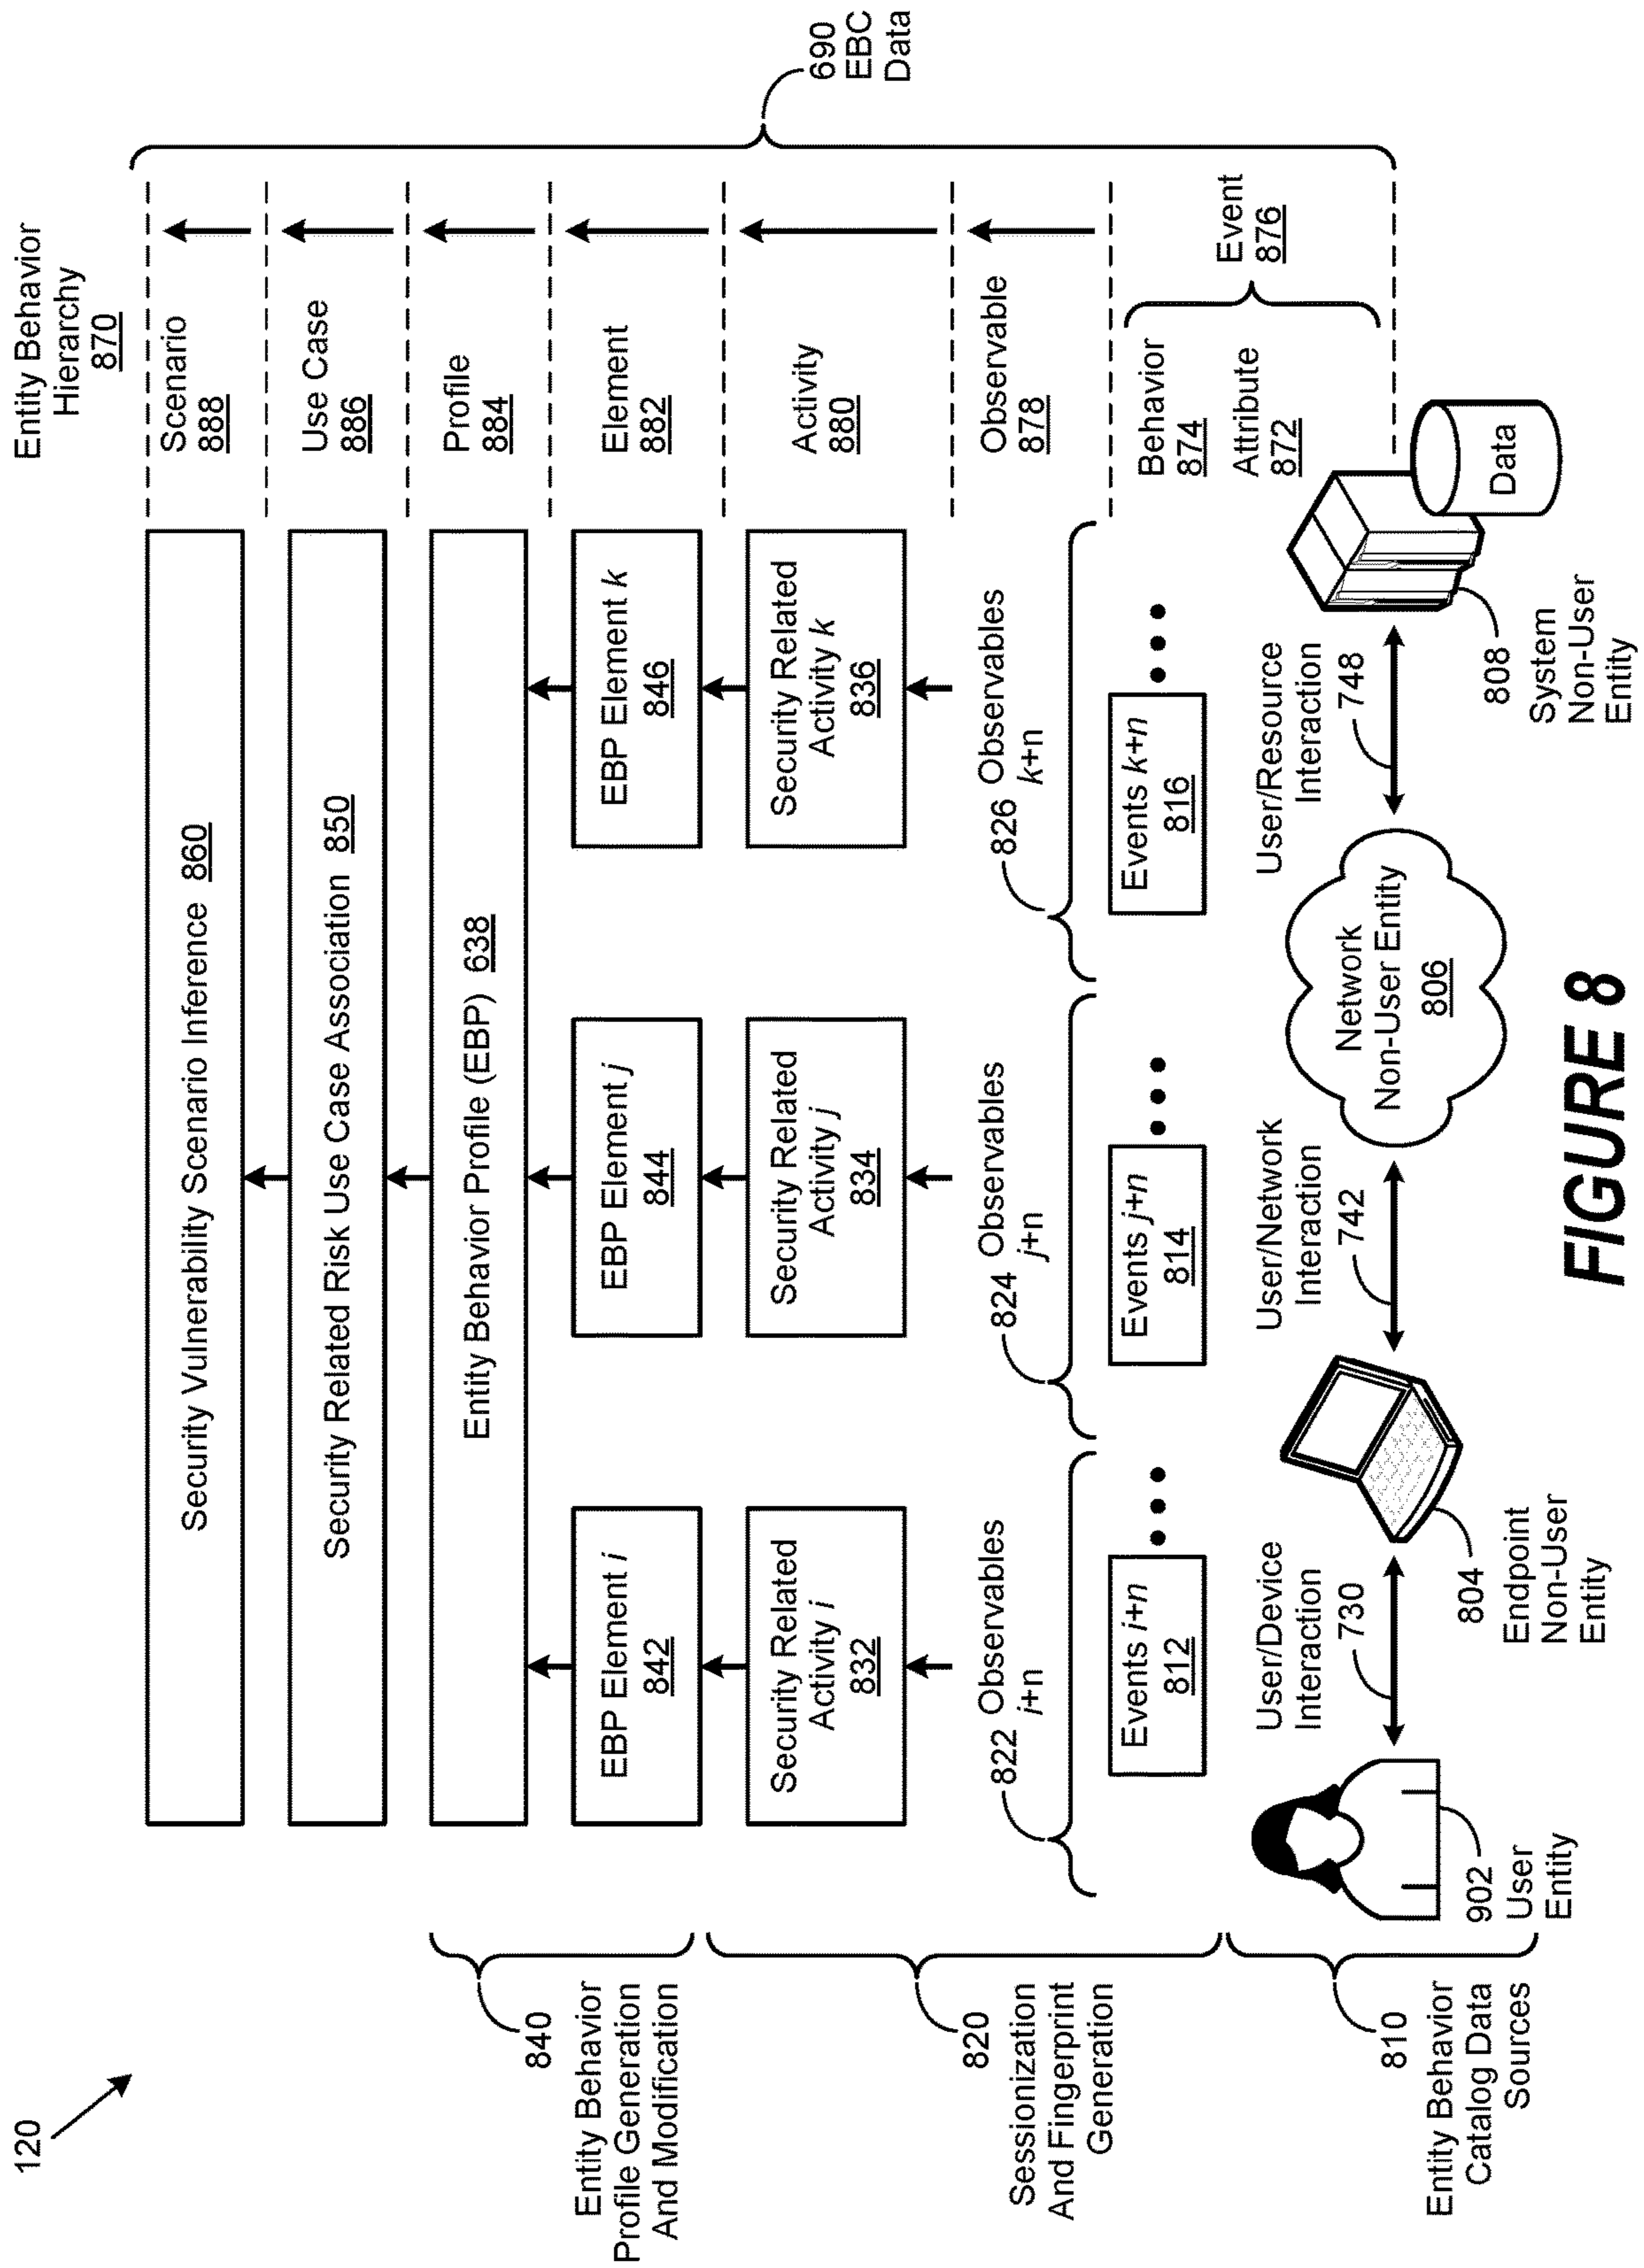 120
Entity Behavior
Hierarchy
870
Security Vulnerability Scenario Inference 860
Scenario
888
Security Related Risk Use Case Association 850
Use Case
886
840
Entity Behavior
Profile Generation
And Modification
Entity Behavior Profile (EBP) 638
Profile
884
EBP Element i
842
EBP Element j
844
EBP Element k
846
Element
882
690
EBC
Data
820
Sessionization
And Fingerprint
Generation
Security Related
Activity i
832
Security Related
Activity j
834
Security Related
Activity k
836
Activity
880
822 Observables
i+n
824 Observables
j+n
826 Observables
k+n
Observable
878
Events i+n
812
Events j+n
814
Events k+n
816
Behavior
874
Attribute
872
Event
876
810
Entity Behavior
Catalog Data
Sources
User/Device
Interaction
730
User/Network
Interaction
742
Network
Non-User Entity
806
User/Resource
Interaction
748
Data
902
User
Entity
804
Endpoint
Non-User
Entity
808
System
Non-User
Entity
FIGURE 8